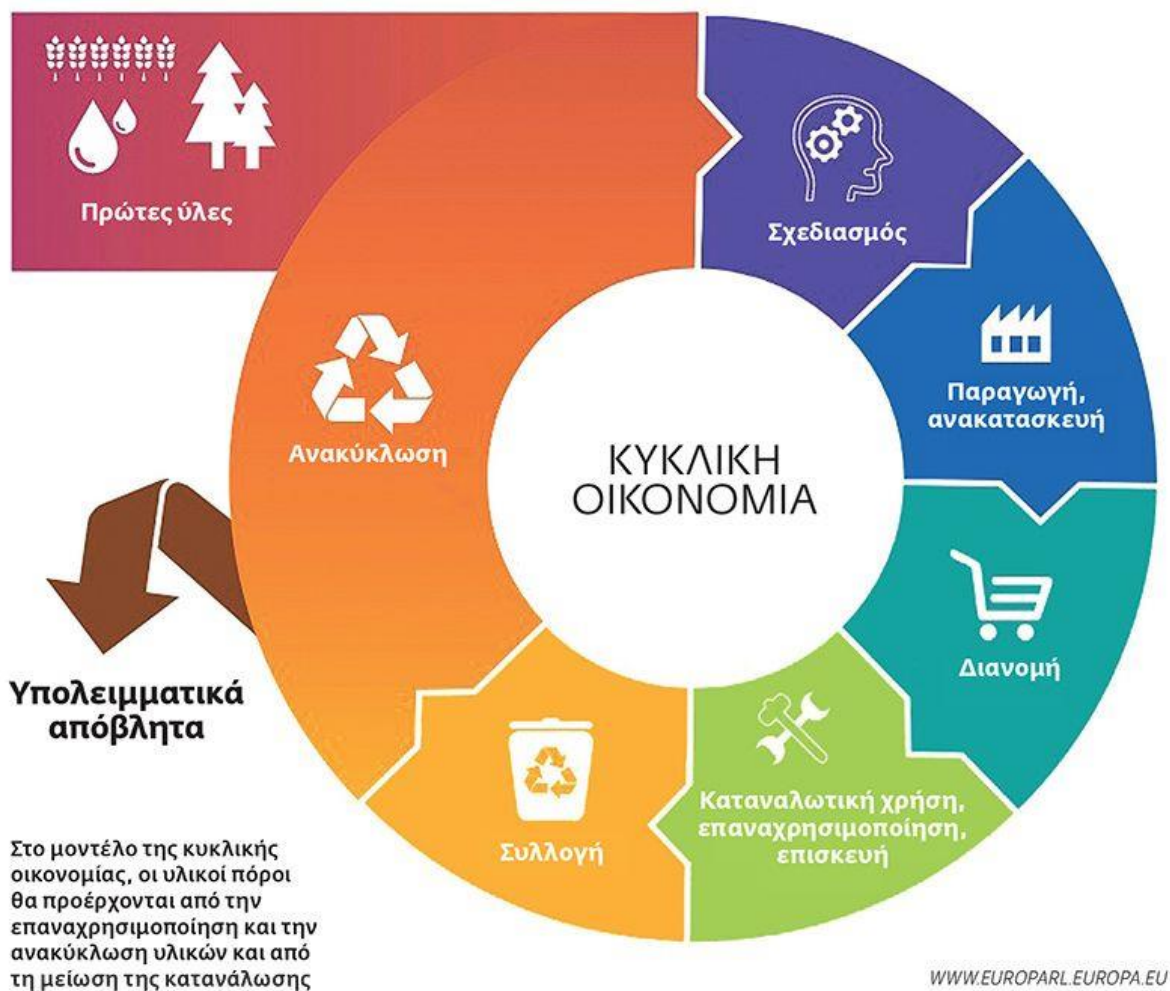 Πρώτες ύλες
Σχεδιασμός
Παραγωγή,
ανακατασκευή
Διανομή
Καταναλωτική χρήση,
επαναχρησιμοποίηση,
επισκευή
Συλλογή
Ανακύκλωση
ΚΥΚΛΙΚΗ
ΟΙΚΟΝΟΜΙΑ
Υπολειμματικά
απόβλητα
Στο μοντέλο της κυκλικής
οικονομίας, οι υλικοί πόροι
θα προέρχονται από την
επαναχρησιμοποίηση και την
ανακύκλωση υλικών και από
τη μείωση της κατανάλωσης
WWW.EUROPARL.EUROPA.EU